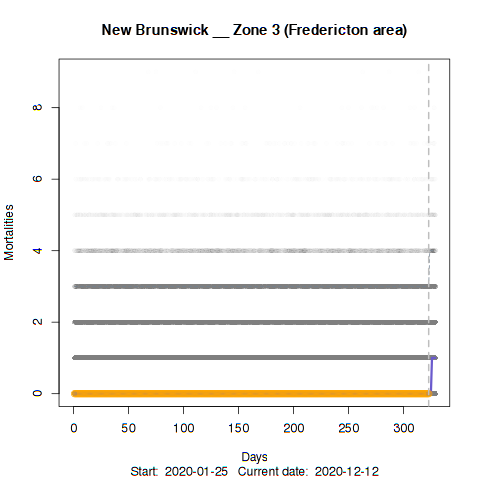 New Brunswick __ Zone 3 (Fredericton area)
8
6
4
2
0
Mortalities
0 50 100 150 200 250 300
Days
Start: 2020-01-25 Current date: 2020-12-12